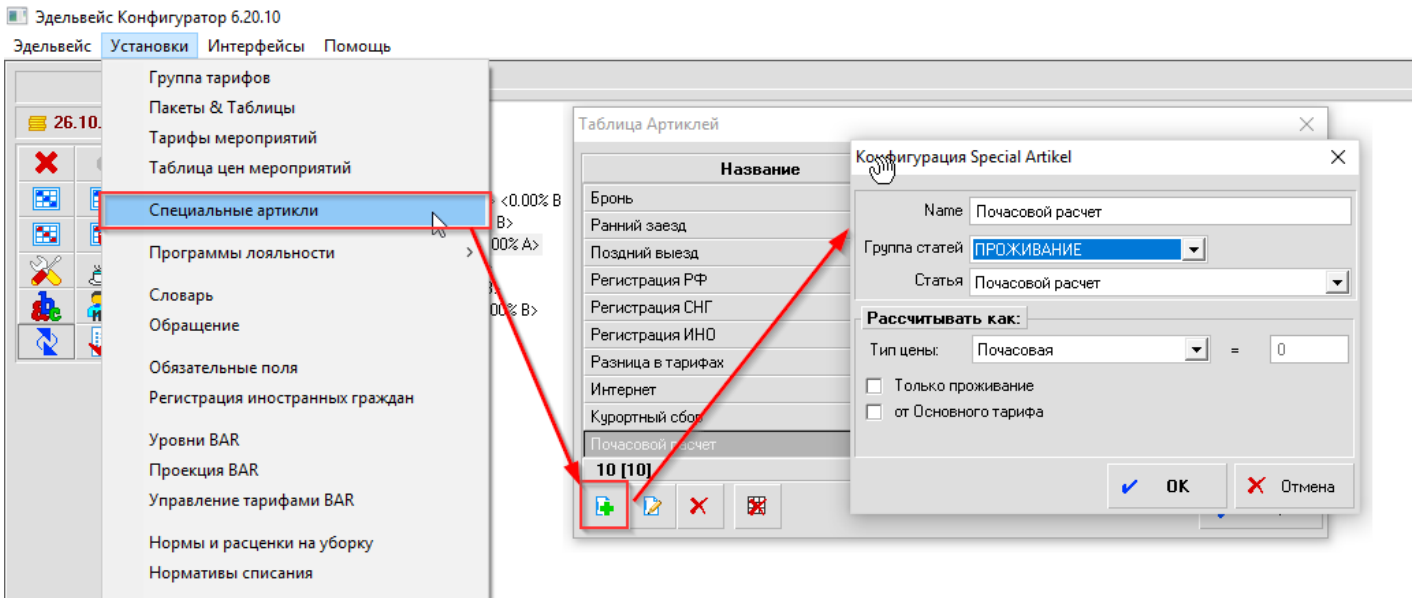 Эдельвейс Конфигуратор 6.20.10
Эдельвейс Установки Интерфейсы Помощь
26.10.
Группа тарифов
Пакеты & Таблицы
Тарифы мероприятий
Таблица цен мероприятий
Специальные артикли
Программы лояльности
Словарь
Обращение
Обязательные поля
Регистрация иностранных граждан
Уровни BAR
Проекция BAR
Управление тарифами BAR
Нормы и расценки на уборку
Нормативы списания
<0.00% B
B>
00% A>
00% B>
Таблица Артиклей
Название
Бронь
Ранний заезд
Поздний выезд
Регистрация РФ
Регистрация СНГ
Регистрация ИНО
Разница в тарифах
Интернет
Курортный сбор
Почасовой расчет
10 [10]
Конфигурация Special Artikel
Name Почасовой расчет
Группа статей ПРОЖИВАНИЕ
Статья Почасовой расчет
Рассчитывать как:
Тип цены: Почасовая = 0
Только проживание
от Основного тарифа
OK Отмена